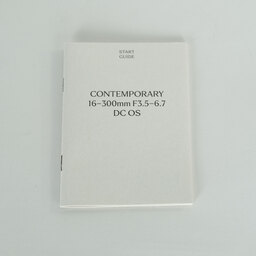 START
GUIDE
CONTEMPORARY
16–300mm F3.5–6.7
DC OS